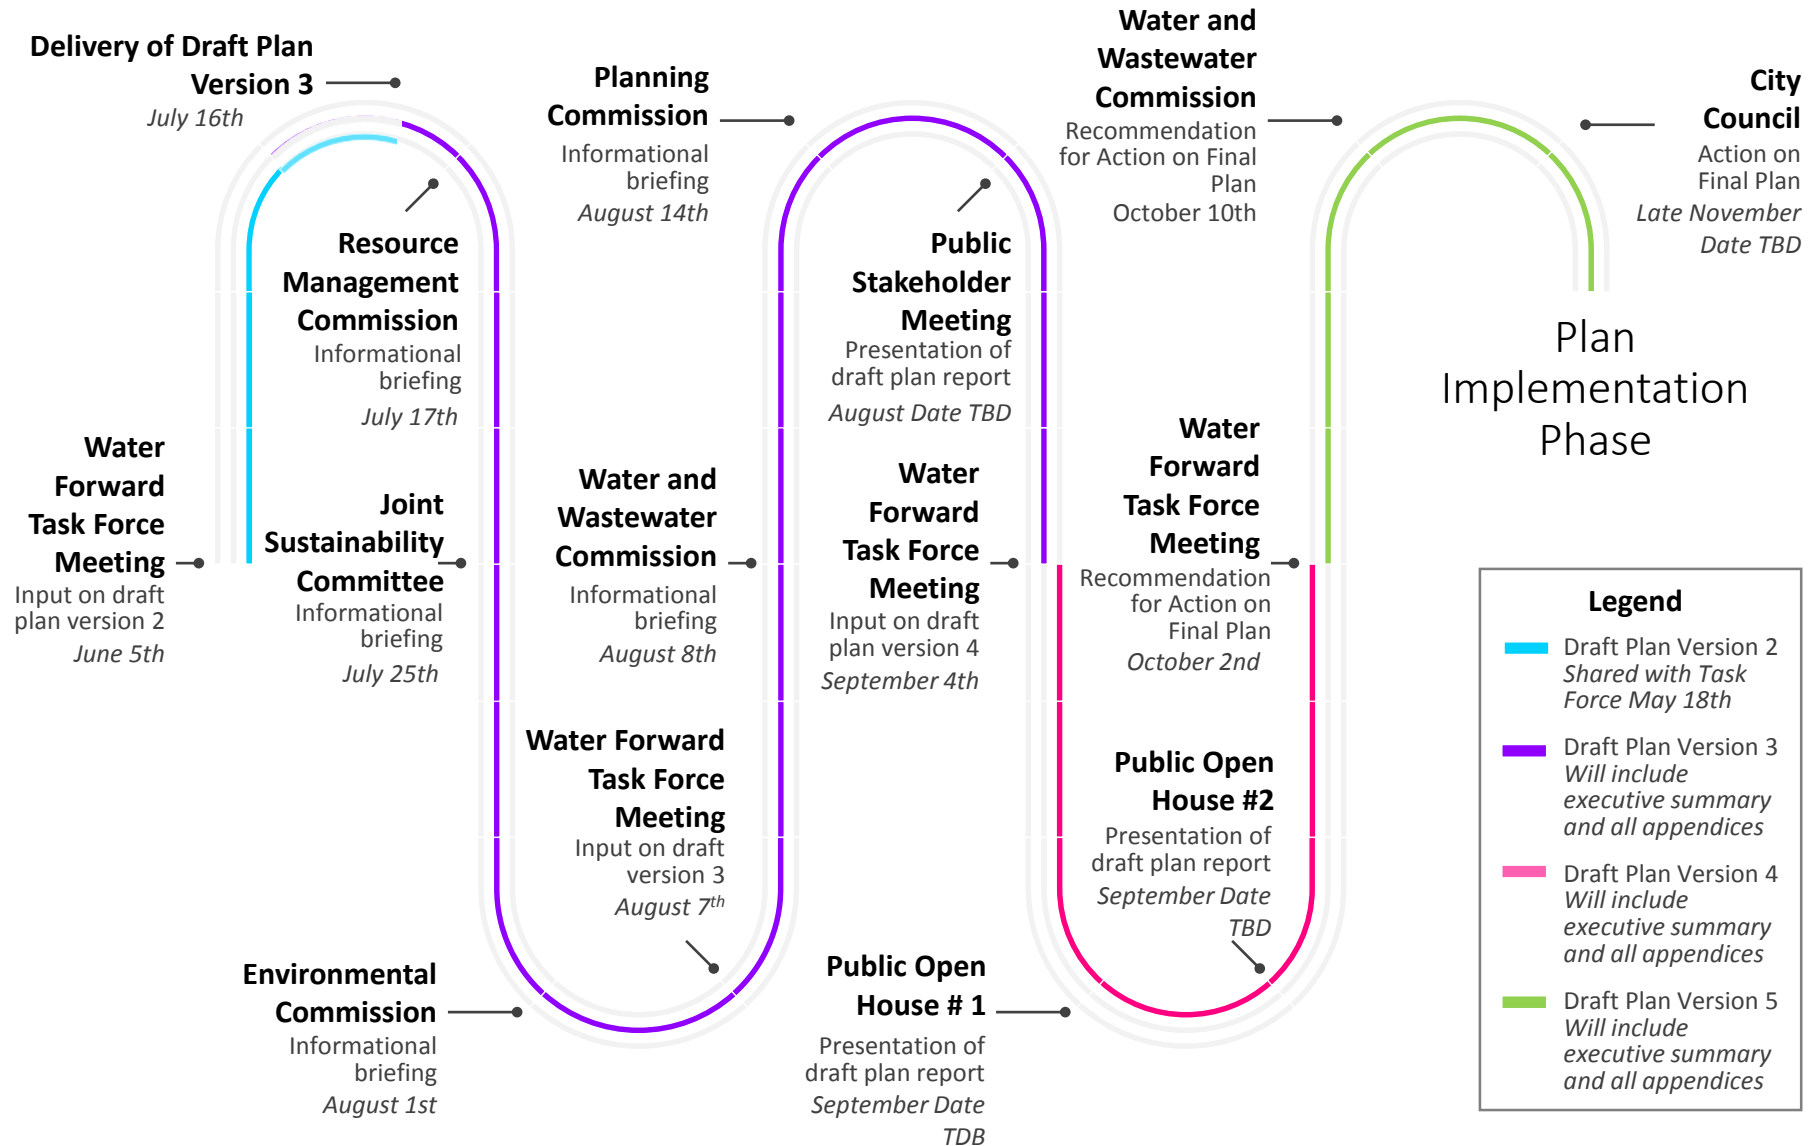 Delivery of Draft Plan
Version 3
July 16th
Resource
Management
Commission
Informational
briefing
July 17th
Water
Forward
Task Force
Meeting
Input on draft
plan version 2
June 5th
Joint
Sustainability
Committee
Informational
briefing
July 25th
Environmental
Commission
Informational
briefing
August 1st
Water Forward
Task Force
Meeting
Input on draft
version 3
August 7th
Water and
Wastewater
Commission
Informational
briefing
August 8th
Planning
Commission
Informational
briefing
August 14th
Public
Stakeholder
Meeting
Presentation of
draft plan report
August Date TBD
Water
Forward
Task Force
Meeting
Input on draft
plan version 4
September 4th
Public Open
House # 1
Presentation of
draft plan report
September Date
TDB
Public Open
House #2
Presentation of
draft plan report
September Date
TBD
Water
Forward
Task Force
Meeting
Recommendation
for Action on
Final Plan
October 2nd
Water and
Wastewater
Commission
Recommendation
for Action on Final
Plan
October 10th
City
Council
Action on
Final Plan
Late November
Date TBD
Plan
Implementation
Phase
Legend
Draft Plan Version 2
Shared with Task
Force May 18th
Draft Plan Version 3
Will include
executive summary
and all appendices
Draft Plan Version 4
Will include
executive summary
and all appendices
Draft Plan Version 5
Will include
executive summary
and all appendices